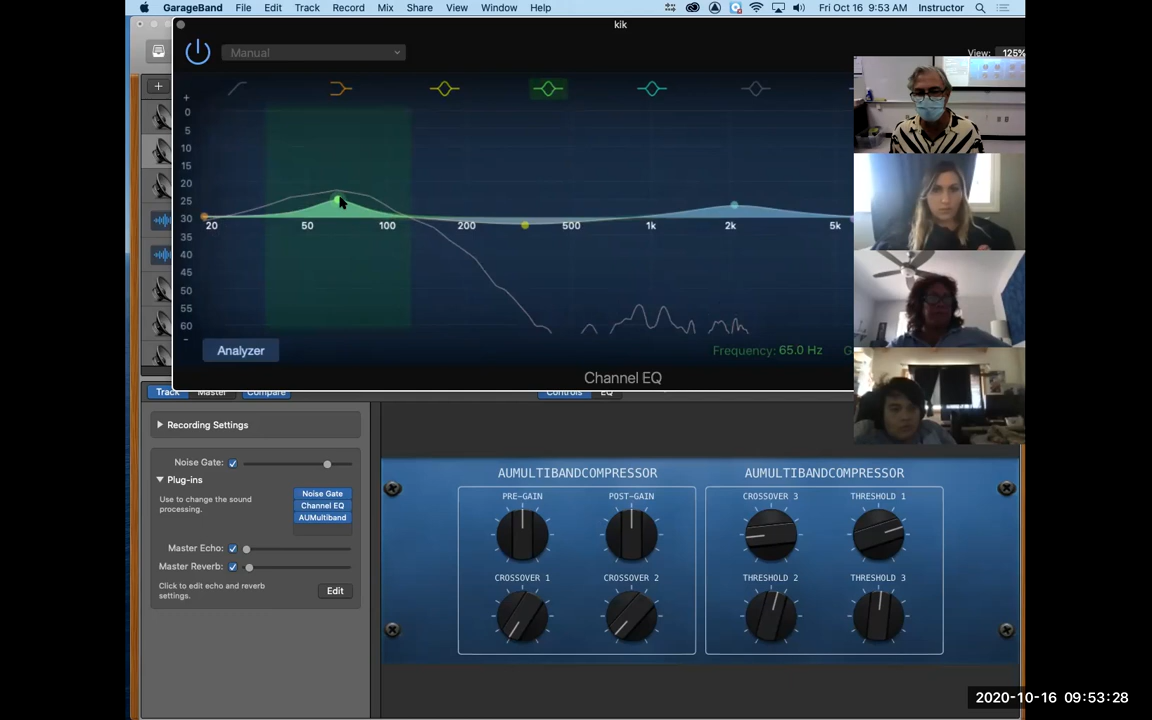 GarageBand File Edit Track Record Mix Share View Window Help Fri Oct 16 9:53 AM Instructor
kik
Manual
View: 125%
+
0
5
10
15
20
25
30
35
40
45
50
55
60
-
20 50 100 200 500 1k 2k 5k
Analyzer
Frequency: 65.0 Hz G
Channel EQ
Track Master Compare Controls EQ
Recording Settings
Noise Gate:
Plug-ins
Use to change the sound
processing.
Noise Gate
Channel EQ
AUMultiband
Master Echo:
Master Reverb:
Click to edit echo and reverb
settings.
Edit
AUMULTIBANDCOMPRESSOR
PRE-GAIN POST-GAIN
CROSSOVER 1 CROSSOVER 2
AUMULTIBANDCOMPRESSOR
CROSSOVER 3 THRESHOLD 1
THRESHOLD 2 THRESHOLD 3
2020-10-16 09:53:28